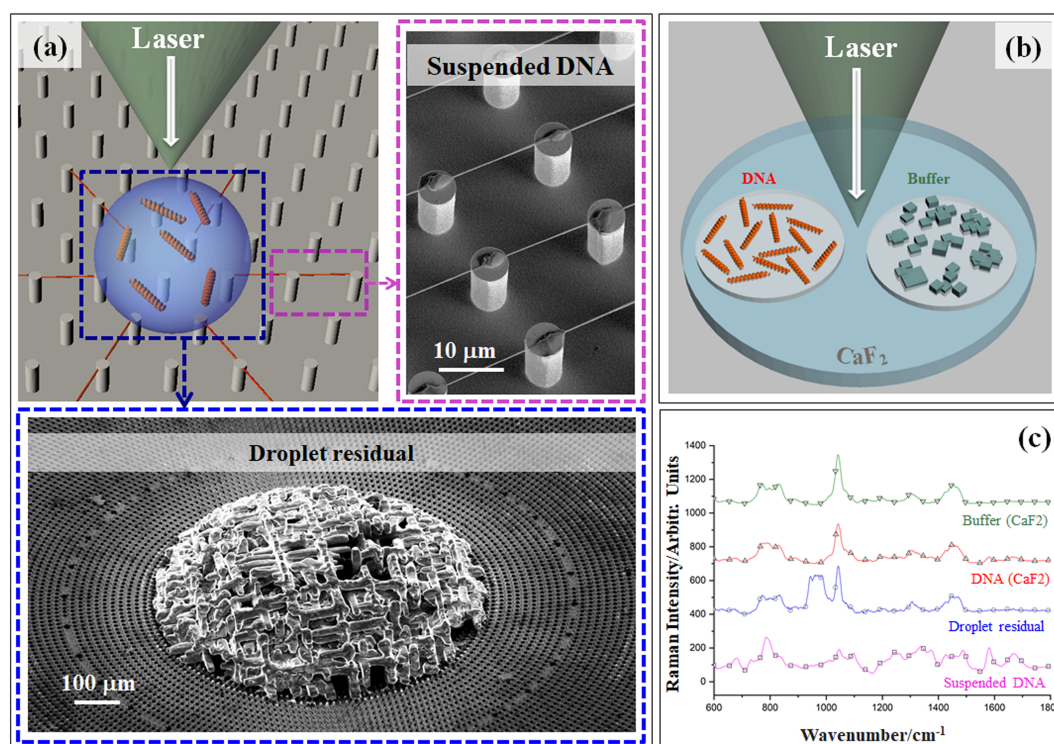 (a)
Laser
Suspended DNA
10 µm
Droplet residual
100 µm
(b)
Laser
DNA
Buffer
CaF₂
(c)
Raman Intensity/Arbitr. Units
1400
1200
1000
800
600
400
200
0
Buffer (CaF2)
DNA (CaF2)
Droplet residual
Suspended DNA
600 800 1000 1200 1400 1600 180
Wavenumber/cm⁻¹